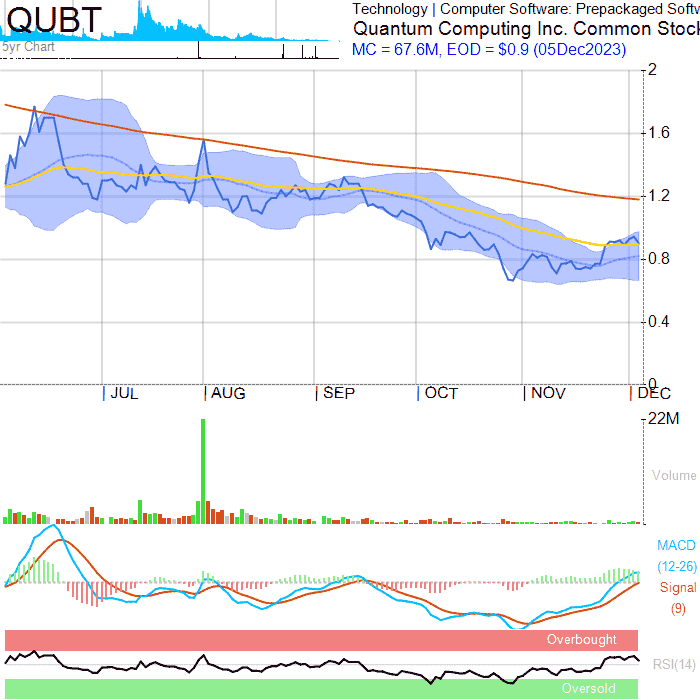 QUBT
5yr Chart
Technology | Computer Software: Prepackaged Softw
Quantum Computing Inc. Common Stock
MC = 67.6M, EOD = $0.9 (05Dec2023)
2
1.6
1.2
0.8
0.4
0
JUL AUG SEP OCT NOV DEC
22M
Volume
MACD
(12-26)
Signal
(9)
Overbought
RSI(14)
Oversold